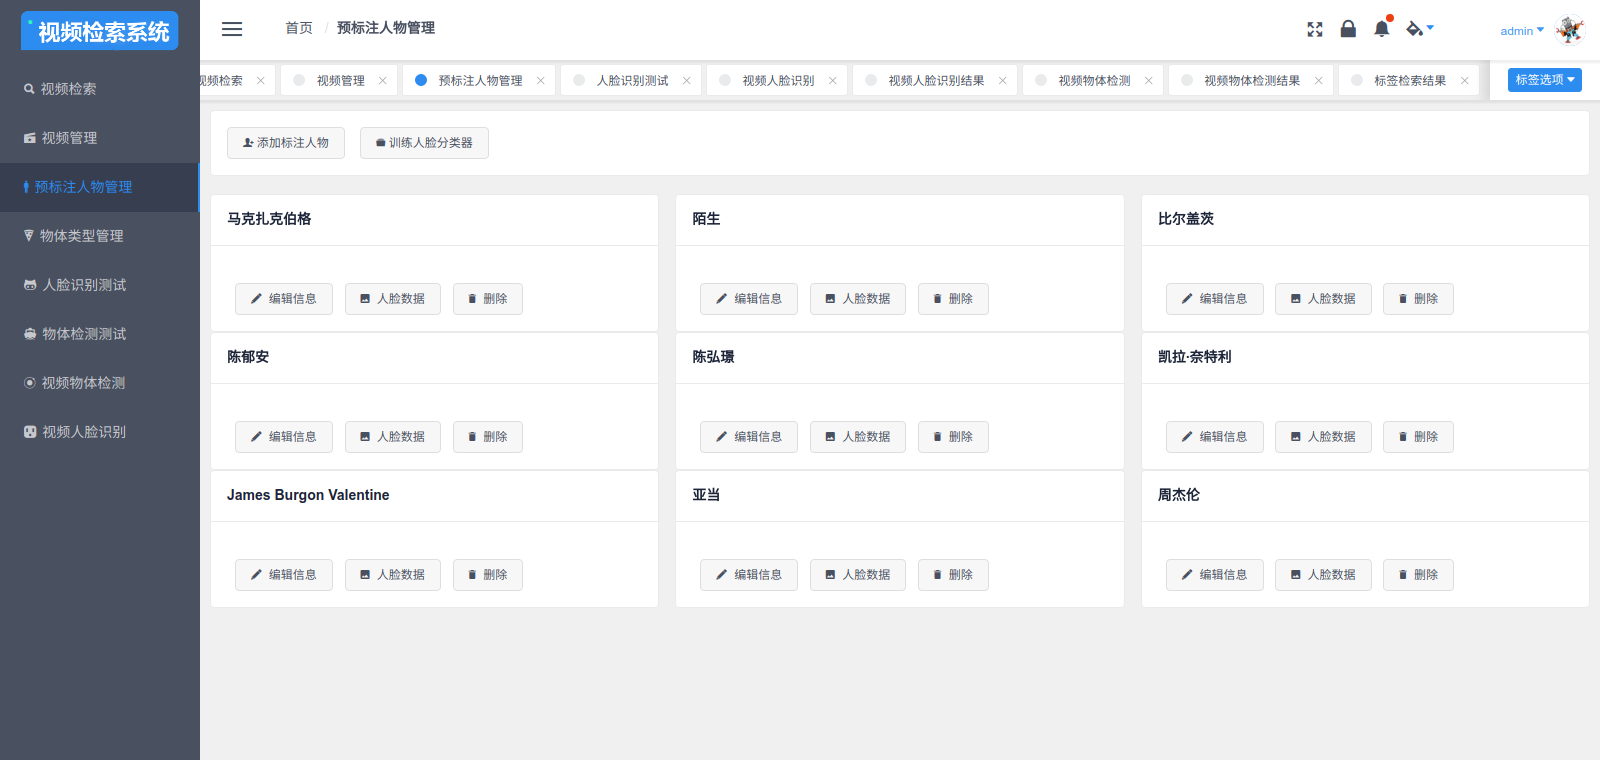 视频检索系统
首页 / 预标注人物管理
admin
视频检索
视频管理
预标注人物管理
物体类型管理
人脸识别测试
物体检测测试
视频物体检测
视频人脸识别
视频检索 视频管理 预标注人物管理 人脸识别测试 视频人脸识别 视频人脸识别结果 视频物体检测 视频物体检测结果 标签检索结果 标签选项
添加标注人物 训练人脸分类器
马克扎克伯格 陌生 比尔盖茨
编辑信息 人脸数据 删除 编辑信息 人脸数据 删除 编辑信息 人脸数据 删除
陈郁安 陈弘璟 凯拉·奈特利
编辑信息 人脸数据 删除 编辑信息 人脸数据 删除 编辑信息 人脸数据 删除
James Burgon Valentine 亚当 周杰伦
编辑信息 人脸数据 删除 编辑信息 人脸数据 删除 编辑信息 人脸数据 删除